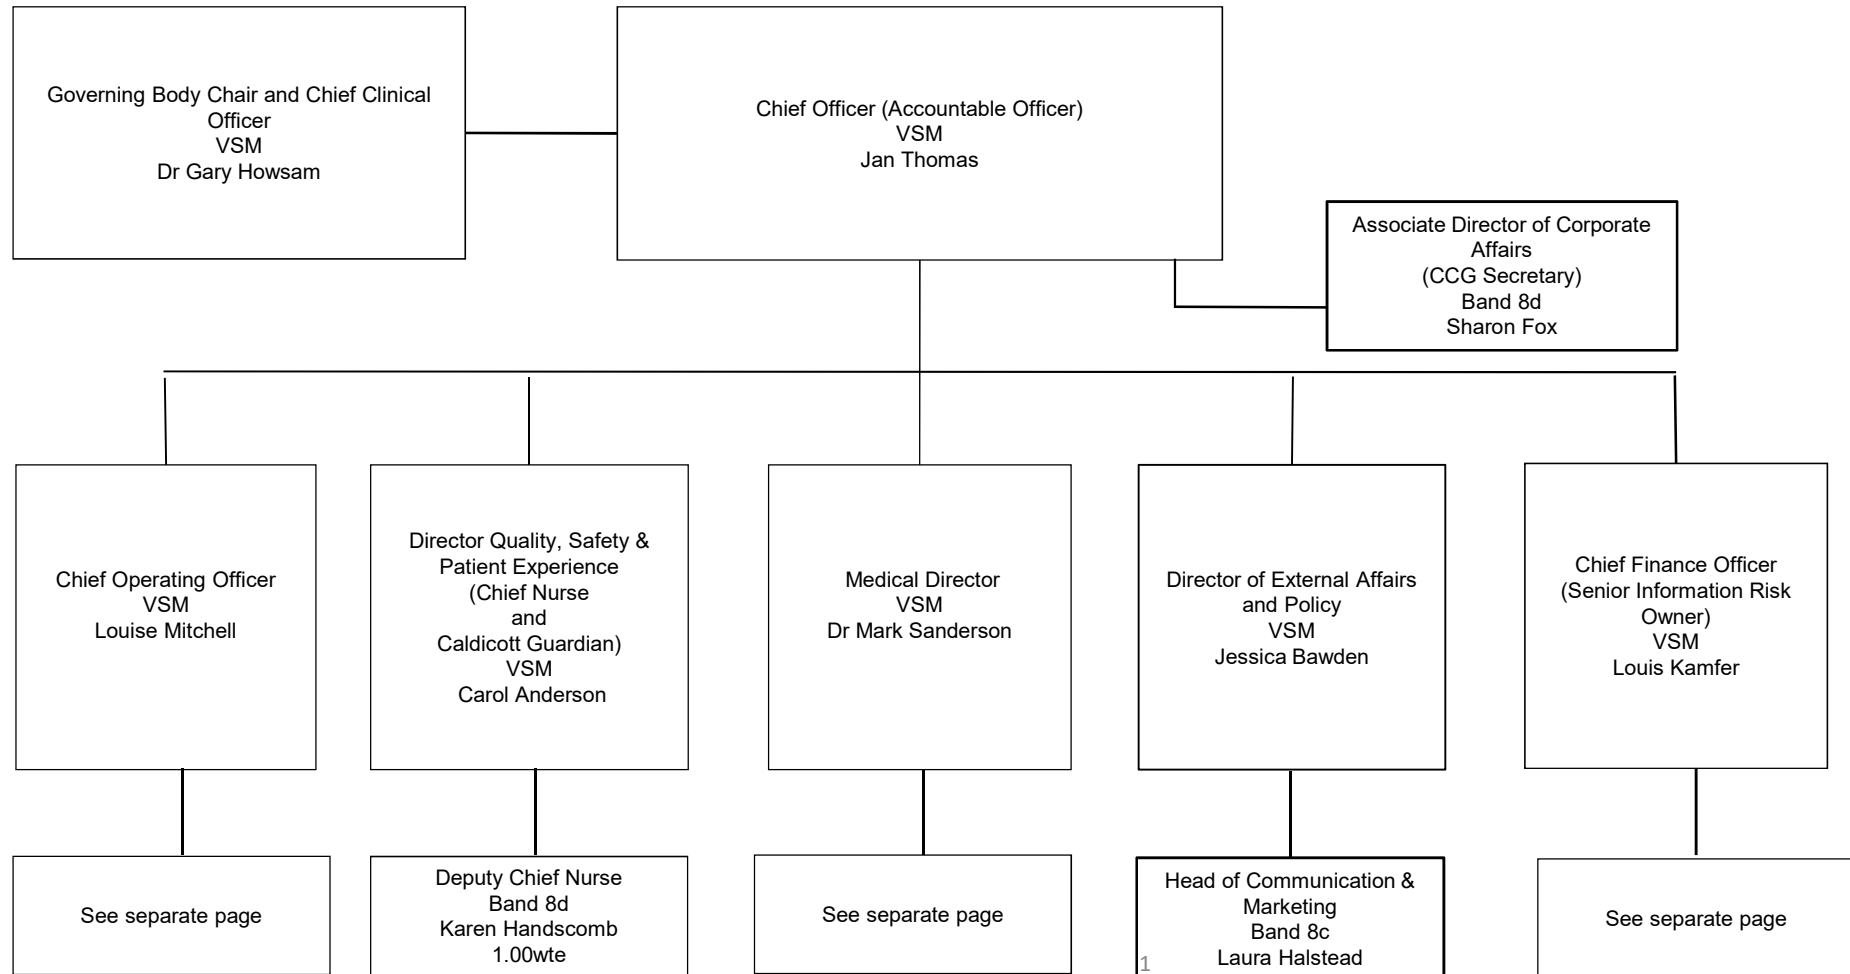 Governing Body Chair and Chief Clinical
Officer
VSM
Dr Gary Howsam
Chief Officer (Accountable Officer)
VSM
Jan Thomas
Associate Director of Corporate
Affairs
(CCG Secretary)
Band 8d
Sharon Fox
Chief Operating Officer
VSM
Louise Mitchell
Director Quality, Safety &
Patient Experience
(Chief Nurse
and
Caldicott Guardian)
VSM
Carol Anderson
Medical Director
VSM
Dr Mark Sanderson
Director of External Affairs
and Policy
VSM
Jessica Bawden
Chief Finance Officer
(Senior Information Risk
Owner)
VSM
Louis Kamfer
See separate page
Deputy Chief Nurse
Band 8d
Karen Handscomb
1.00wte
See separate page
Head of Communication &
Marketing
Band 8c
Laura Halstead
See separate page
1